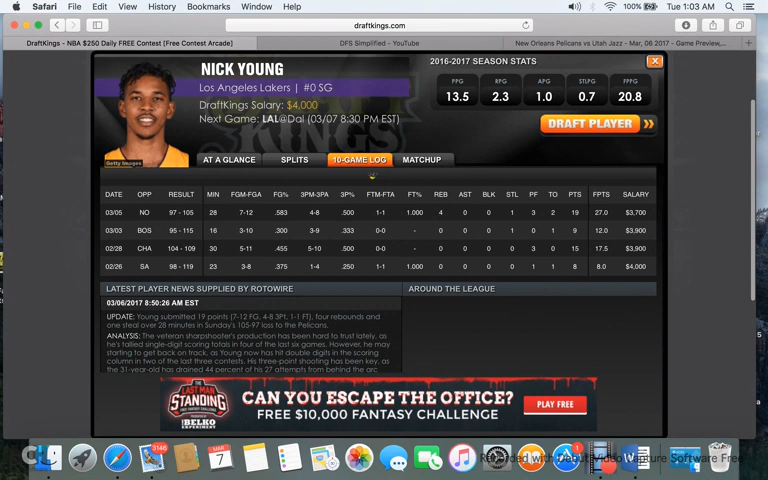 Safari File Edit View History Bookmarks Window Help
100% Tue 1:03 AM
draftkings.com
DraftKings - NBA $250 Daily FREE Contest [Free Contest Arcade]
DFS Simplified - YouTube
New Orleans Pelicans vs Utah Jazz - Mar, 06 2017 - Game Preview,...
NICK YOUNG
Los Angeles Lakers | #0 SG
DraftKings Salary: $4,000
Next Game: LAL@Dal (03/07 8:30 PM EST)
Getty Images
2016-2017 SEASON STATS
PPG RPG APG STLPG FPPG
13.5 2.3 1.0 0.7 20.8
DRAFT PLAYER
AT A GLANCE SPLITS 10-GAME LOG MATCHUP
DATE OPP RESULT MIN FGM-FGA FG% 3PM-3PA 3P% FTM-FTA FT% REB AST BLK STL PF TO PTS FPTS SALARY
03/05 NO 97 - 105 28 7-12 .583 4-8 .500 1-1 1.000 4 0 0 1 3 2 19 27.0 $3,700
03/03 BOS 95 - 115 16 3-10 .300 3-9 .333 0-0 - 0 0 0 1 0 1 9 12.0 $3,900
02/28 CHA 104 - 109 30 5-11 .455 5-10 .500 0-0 - 0 0 0 0 3 0 15 17.5 $3,900
02/26 SA 98 - 119 23 3-8 .375 1-4 .250 1-1 1.000 0 0 0 0 1 1 8 8.0 $4,000
LATEST PLAYER NEWS SUPPLIED BY ROTOWIRE
AROUND THE LEAGUE
03/06/2017 8:50:26 AM EST
UPDATE: Young submitted 19 points (7-12 FG, 4-8 3Pt, 1-1 FT), four rebounds and
one steal over 28 minutes in Sunday's 105-97 loss to the Pelicans.
ANALYSIS: The veteran sharpshooter's production has been hard to trust lately, as
he's tallied single-digit scoring totals in four of the last six games. However, he may
starting to get back on track, as Young now has hit double digits in the scoring
column in two of the last three contests. His three-point shooting has been key, as
the 31-year-old has drained 44 percent of his 27 attempts from behind the arc
LAST MAN
STANDING
BELKO
EXPERIMENT
CAN YOU ESCAPE THE OFFICE?
FREE $10,000 FANTASY CHALLENGE
PLAY FREE
3148
MAR
7
1
Recorded with Debut Video Capture Software Free